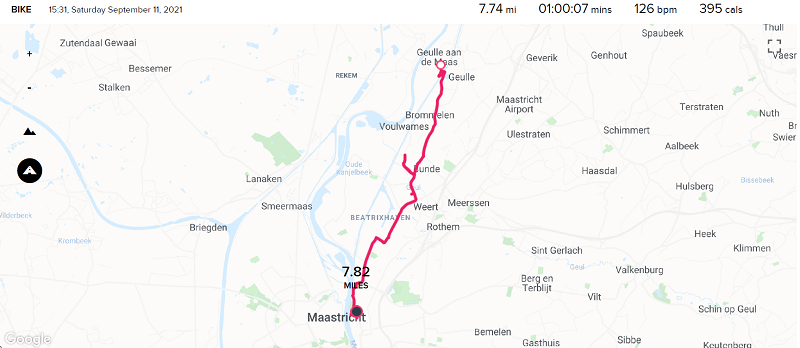 BIKE 15:31, Saturday September 11, 2021 7.74 mi 01:00:07 mins 126 bpm 395 cals
Zutendaal Gewaai
Bessemer
Stalken
REKEM
Geulle aan
de Maas
Geulle
Geverik
Genhout
Spaubeek
Thull
Vaesr
Maastricht
Airport
Brommelen
Voulwames
Ulestraten
Terstraten
Nuth
Schimmert
Swier
Aalbeek
Oude
kanjelbeek
Bunde
Geul
Lanaken
Haasdal
Hulsberg
Bissebeek
Smeermaas
BEATRIXHAVEN
Weert
Meerssen
Rothem
Wilderbeek
Briegden
Krombeek
Heek
Klimmen
Sint Gerlach
Geul
Valkenburg
Berg en
Terblijt
Vilt
7.82
MILES
Schin op Geul
Maastricht
Bemelen
Gasthuis
Sibbe
Keutenberg
Google
+
-